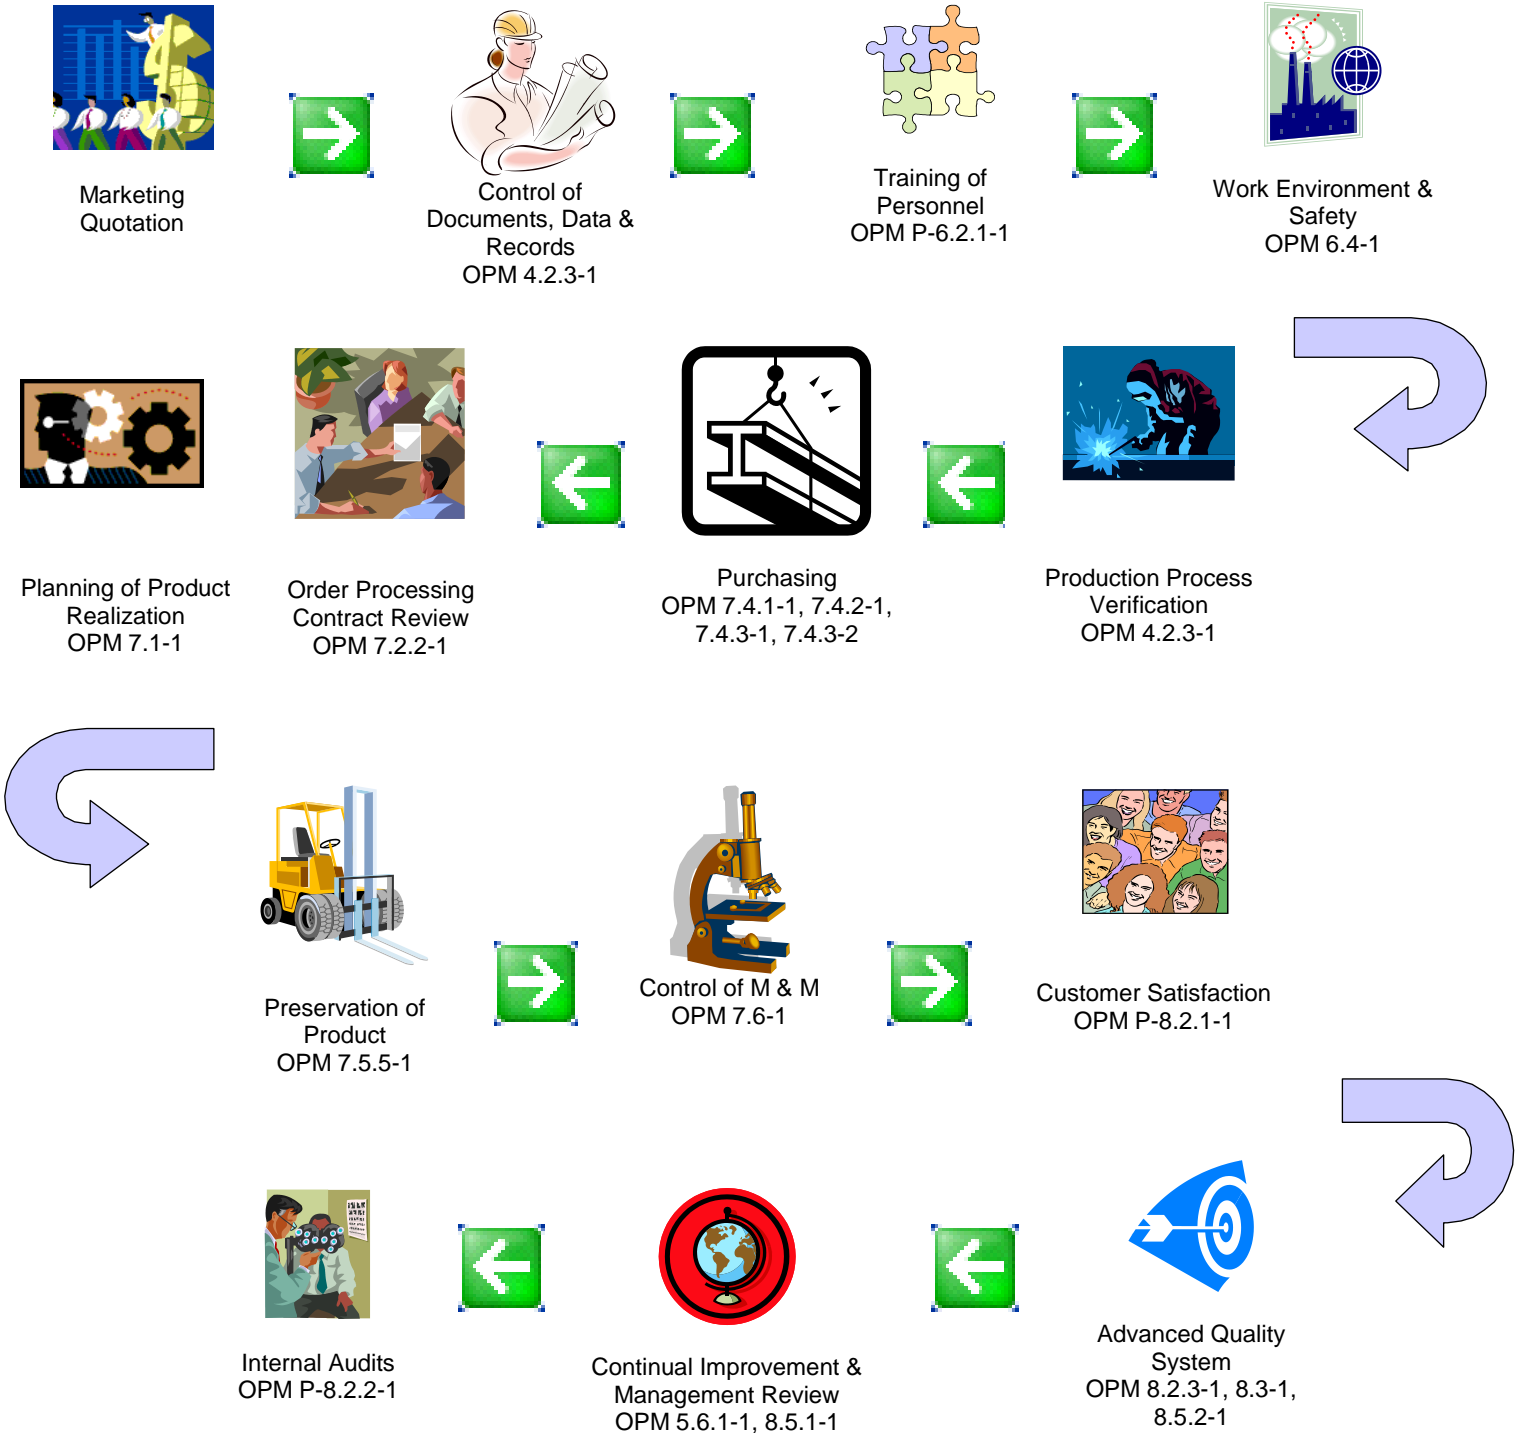 Marketing
Quotation
Control of
Documents, Data &
Records
OPM 4.2.3-1
Training of
Personnel
OPM P-6.2.1-1
Work Environment &
Safety
OPM 6.4-1
Planning of Product
Realization
OPM 7.1-1
Order Processing
Contract Review
OPM 7.2.2-1
Purchasing
OPM 7.4.1-1, 7.4.2-1,
7.4.3-1, 7.4.3-2
Production Process
Verification
OPM 4.2.3-1
Preservation of
Product
OPM 7.5.5-1
Control of M & M
OPM 7.6-1
Customer Satisfaction
OPM P-8.2.1-1
Internal Audits
OPM P-8.2.2-1
Continual Improvement &
Management Review
OPM 5.6.1-1, 8.5.1-1
Advanced Quality
System
OPM 8.2.3-1, 8.3-1,
8.5.2-1